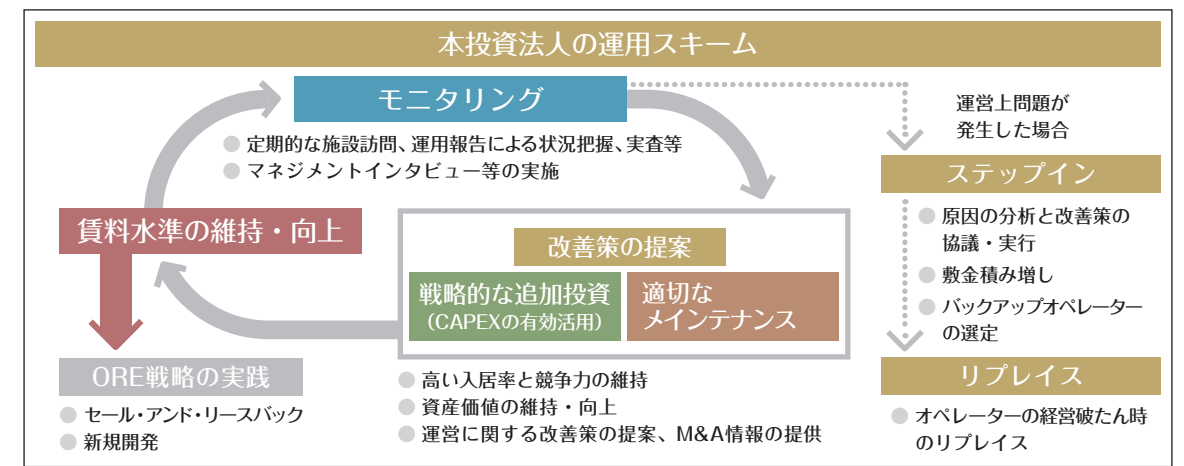 本投資法人の運用スキーム
モニタリング
● 定期的な施設訪問、運用報告による状況把握、実査等
● マネジメントインタビュー等の実施
運営上問題が
発生した場合
ステップイン
● 原因の分析と改善策の
協議・実行
● 敷金積み増し
● バックアップオペレーター
の選定
リプレイス
● オペレーターの経営破たん時
のリプレイス
賃料水準の維持・向上
改善策の提案
戦略的な追加投資
（CAPEXの有効活用）
適切な
メインテナンス
● 高い入居率と競争力の維持
● 資産価値の維持・向上
● 運営に関する改善策の提案、M&A情報の提供
ORE戦略の実践
● セール・アンド・リースバック
● 新規開発